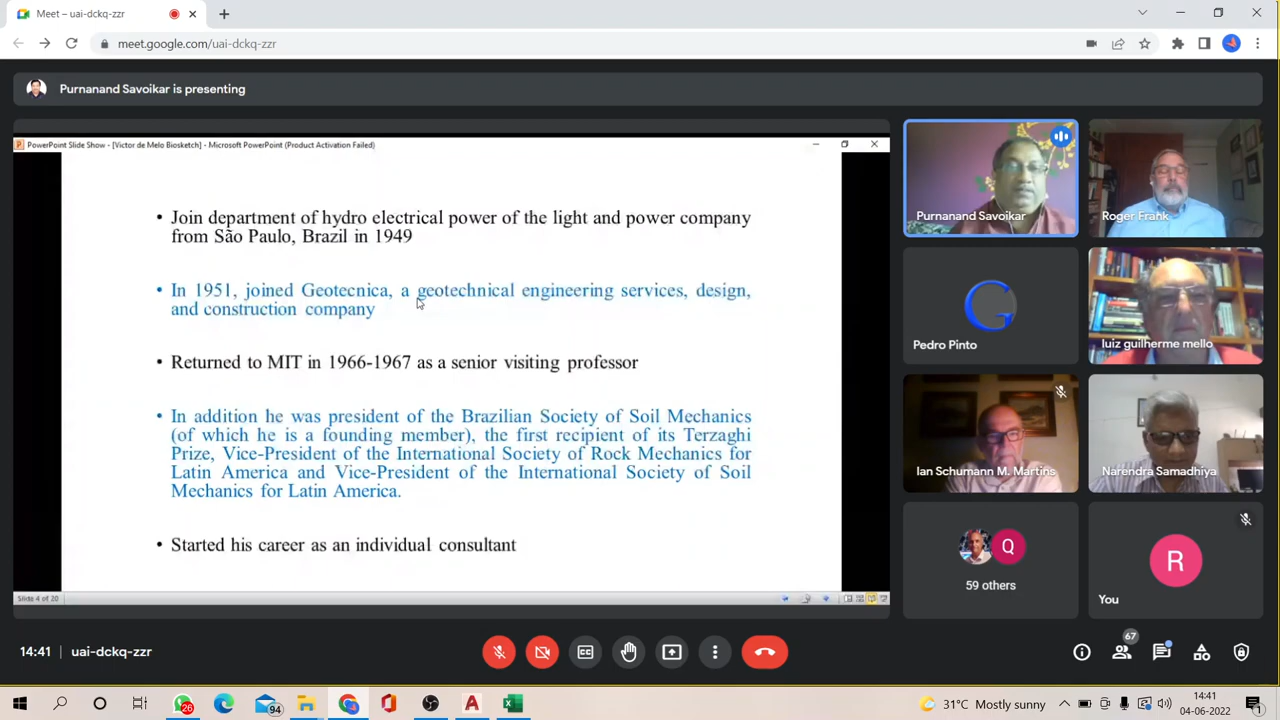 Meet – uai-dckq-zzr
meet.google.com/uai-dckq-zzr
Purnanand Savoikar is presenting
PowerPoint Slide Show - [Victor de Melo Biosketch] - Microsoft PowerPoint (Product Activation Failed)
• Join department of hydro electrical power of the light and power company
from São Paulo, Brazil in 1949
• In 1951, joined Geotecnica, a geotechnical engineering services, design,
and construction company
• Returned to MIT in 1966-1967 as a senior visiting professor
• In addition he was president of the Brazilian Society of Soil Mechanics
(of which he is a founding member), the first recipient of its Terzaghi
Prize, Vice-President of the International Society of Rock Mechanics for
Latin America and Vice-President of the International Society of Soil
Mechanics for Latin America.
• Started his career as an individual consultant
Slide 4 of 20
Purnanand Savoikar
Roger Frank
Pedro Pinto
luiz guilherme mello
Ian Schumann M. Martins
Narendra Samadhiya
Q
59 others
R
You
14:41 | uai-dckq-zzr
67
26
94
31°C Mostly sunny
14:41
04-06-2022
1